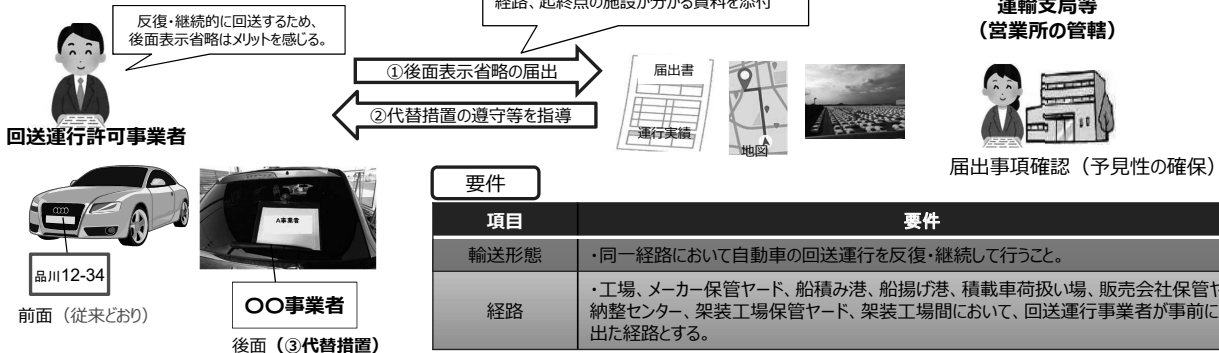 経路、起終点の施設が分かる資料を添付
運輸支局等
（営業所の管轄）
反復・継続的に回送するため、
後面表示省略はメリットを感じる。
①後面表示省略の届出
②代替措置の遵守等を指導
届出書
運行実績
地図
回送運行許可事業者
届出事項確認（予見性の確保）
品川12-34
前面（従来どおり）
A事業者
〇〇事業者
後面（③代替措置）
要件
項目 要件
輸送形態 ・同一経路において自動車の回送運行を反復・継続して行うこと。
経路 ・工場、メーカー保管ヤード、船積み港、船揚げ港、積載車荷扱い場、販売会社保管
納整センター、架装工場保管ヤード、架装工場間において、回送運行事業者が事前に
出た経路とする。